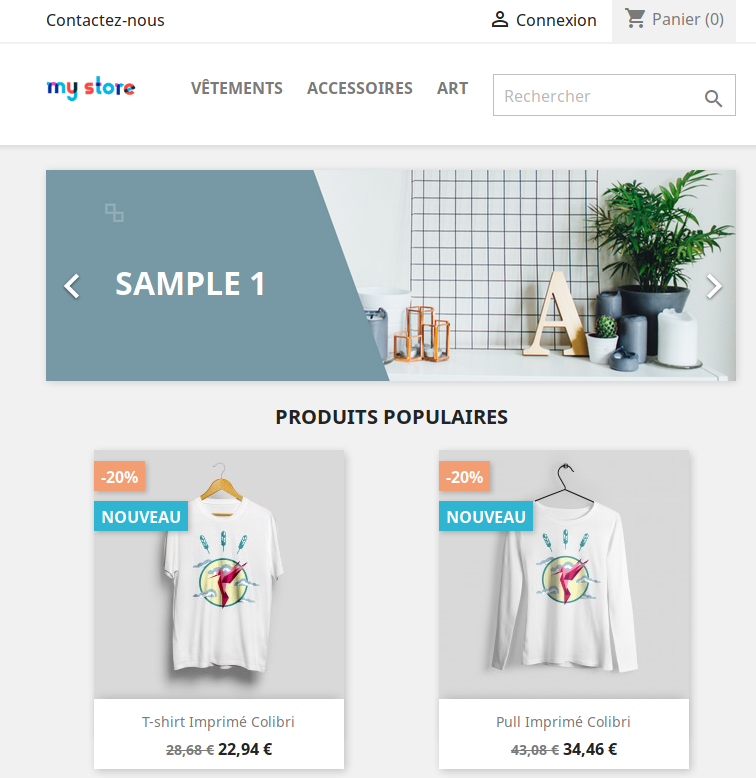 Contactez-nous
Connexion
Panier (0)
my store
VÊTEMENTS
ACCESSOIRES
ART
Rechercher
SAMPLE 1
A
PRODUITS POPULAIRES
-20%
NOUVEAU
T-shirt Imprimé Colibri
28,68 € 22,94 €
-20%
NOUVEAU
Pull Imprimé Colibri
43,08 € 34,46 €